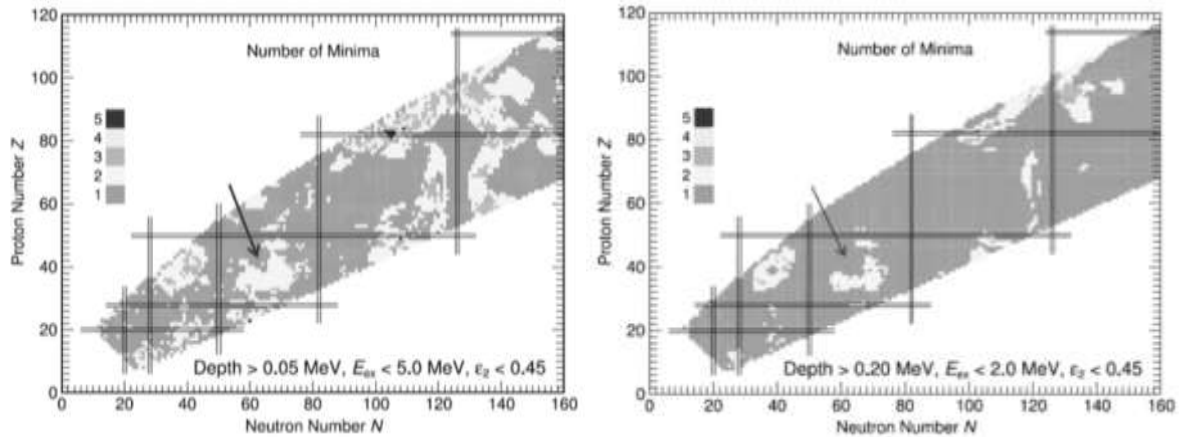 120
100
80
60
40
20
0
Proton Number Z
Number of Minima
5
4
3
2
1
Depth > 0.05 MeV, Eex < 5.0 MeV, ε2 < 0.45
0 20 40 60 80 100 120 140 160
Neutron Number N
120
100
80
60
40
20
0
Proton Number Z
Number of Minima
5
4
3
2
1
Depth > 0.20 MeV, Eex < 2.0 MeV, ε2 < 0.45
0 20 40 60 80 100 120 140 160
Neutron Number N